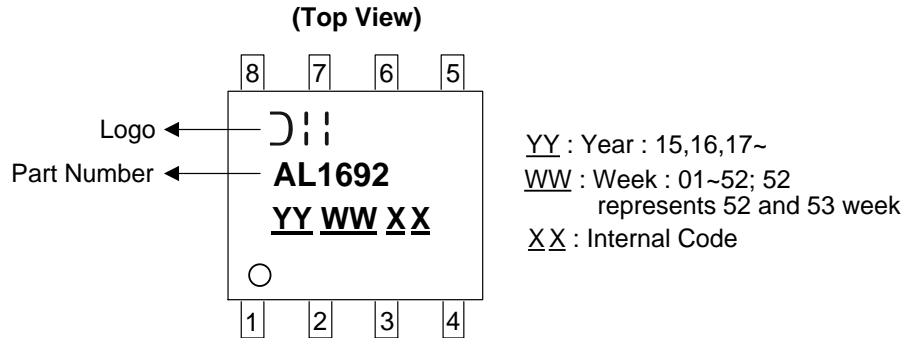 (Top View)
8 7 6 5
Logo
Part Number
AL1692
YY WW X X
1 2 3 4
YY : Year : 15,16,17~
WW : Week : 01~52; 52
represents 52 and 53 week
X X : Internal Code